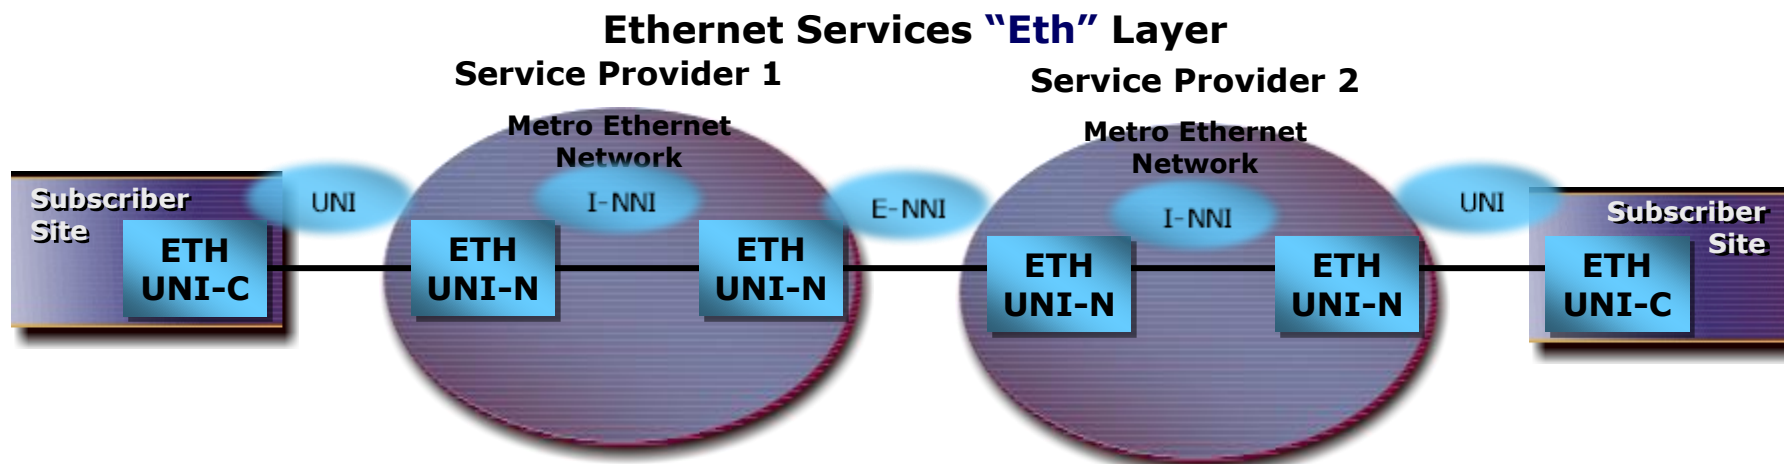 Ethernet Services “Eth” Layer
Service Provider 1
Service Provider 2
Metro Ethernet
Network
Metro Ethernet
Network
Subscriber
Site
UNI
I-NNI
E-NNI
I-NNI
UNI
Subscriber
Site
ETH
UNI-C
ETH
UNI-N
ETH
UNI-N
ETH
UNI-N
ETH
UNI-N
ETH
UNI-C